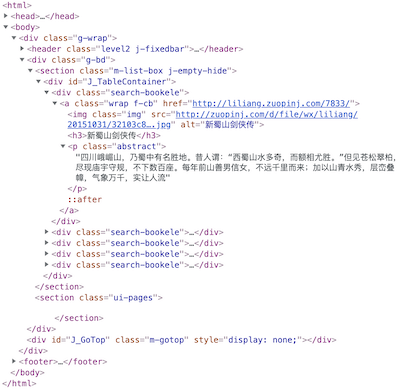 <html>
▶<head>…</head>
▼<body>
▼<div class="g-wrap">
▶<header class="level2 j-fixedbar">…</header>
▼<div class="g-bd">
▼<section class="m-list-box j-empty-hide">
▼<div id="J_TableContainer">
▼<div class="search-bookele">
▼<a class="wrap f-cb" href="http://liliang.zuopinj.com/7833/">
<img class="img" src="http://zuopinj.com/d/file/wx/liliang/
20151031/32103c8….jpg" alt="新蜀山剑侠传">
<h3>新蜀山剑侠传</h3>
▼<p class="abstract">
"四川峨嵋山，乃蜀中有名胜地。昔人谓：“西蜀山水多奇，而额相尤胜。”但见苍松翠柏，
尽现庙宇守规，不下数百座。每年前山善男信女，不远千里而来；加以山青水秀，层峦叠
幛，气象万千，实让人流"
</p>
::after
</a>
</div>
▶<div class="search-bookele">…</div>
▶<div class="search-bookele">…</div>
▶<div class="search-bookele">…</div>
▶<div class="search-bookele">…</div>
</div>
</section>
<section class="ui-pages">
</section>
</div>
<div id="J_GoTop" class="m-gotop" style="display: none;"></div>
</div>
▶<footer>…</footer>
</body>
</html>